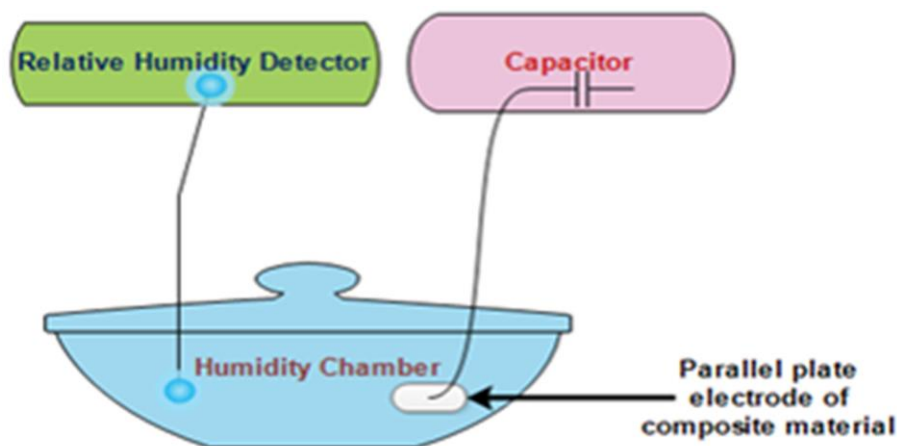 Relative Humidity Detector
Capacitor
Humidity Chamber
Parallel plate
electrode of
composite material